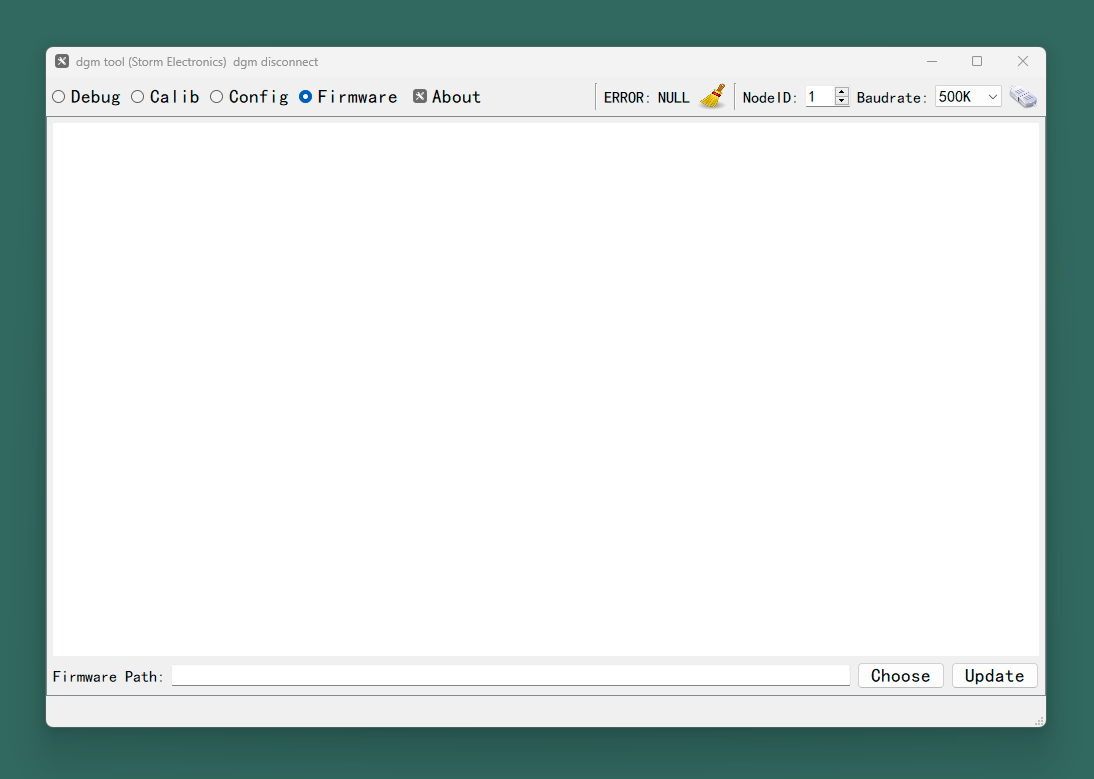 dgm tool (Storm Electronics)  dgm disconnect
Debug Calib Config Firmware About ERROR: NULL NodeID: 1 Baudrate: 500K
Firmware Path: Choose Update